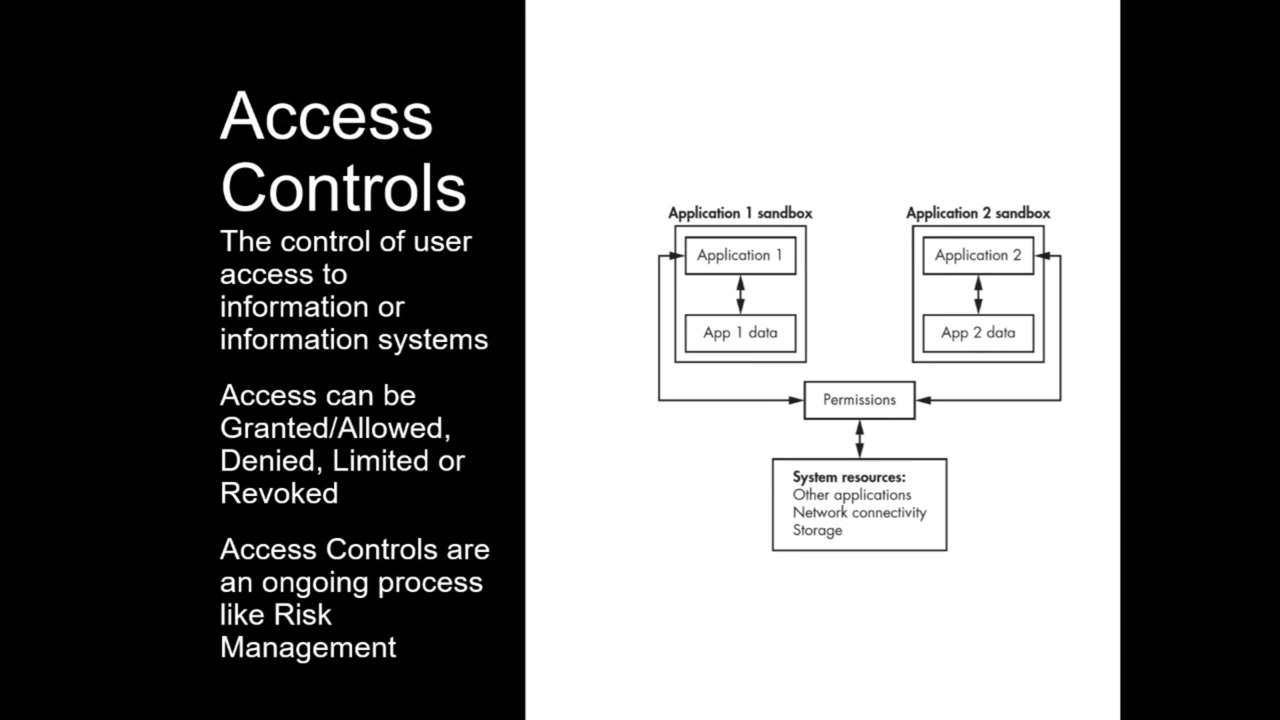 Access
Controls
The control of user
access to
information or
information systems
Access can be
Granted/Allowed,
Denied, Limited or
Revoked
Access Controls are
an ongoing process
like Risk
Management
Application 1 sandbox
Application 1
App 1 data
Application 2 sandbox
Application 2
App 2 data
Permissions
System resources:
Other applications
Network connectivity
Storage